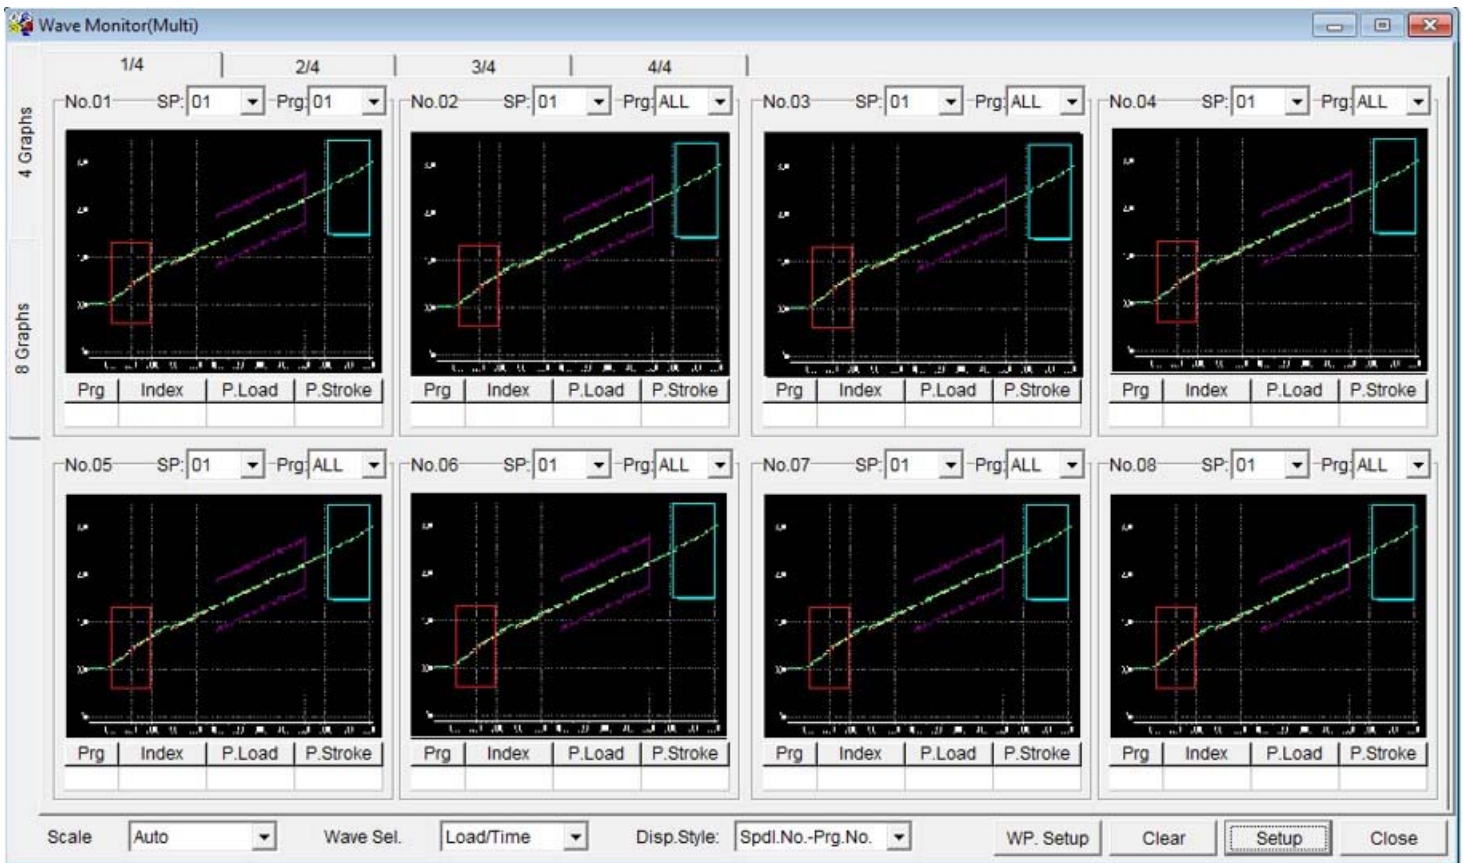 Wave Monitor(Multi)
1/4 2/4 3/4 4/4
4 Graphs
8 Graphs
No.01 SP: 01 Prg: 01 No.02 SP: 01 Prg: ALL No.03 SP: 01 Prg: ALL No.04 SP: 01 Prg: ALL
Prg Index P.Load P.Stroke Prg Index P.Load P.Stroke Prg Index P.Load P.Stroke Prg Index P.Load P.Stroke
No.05 SP: 01 Prg: ALL No.06 SP: 01 Prg: ALL No.07 SP: 01 Prg: ALL No.08 SP: 01 Prg: ALL
Prg Index P.Load P.Stroke Prg Index P.Load P.Stroke Prg Index P.Load P.Stroke Prg Index P.Load P.Stroke
Scale Auto Wave Sel. Load/Time Disp.Style: Spdl.No.-Prg.No. WP. Setup Clear Setup Close